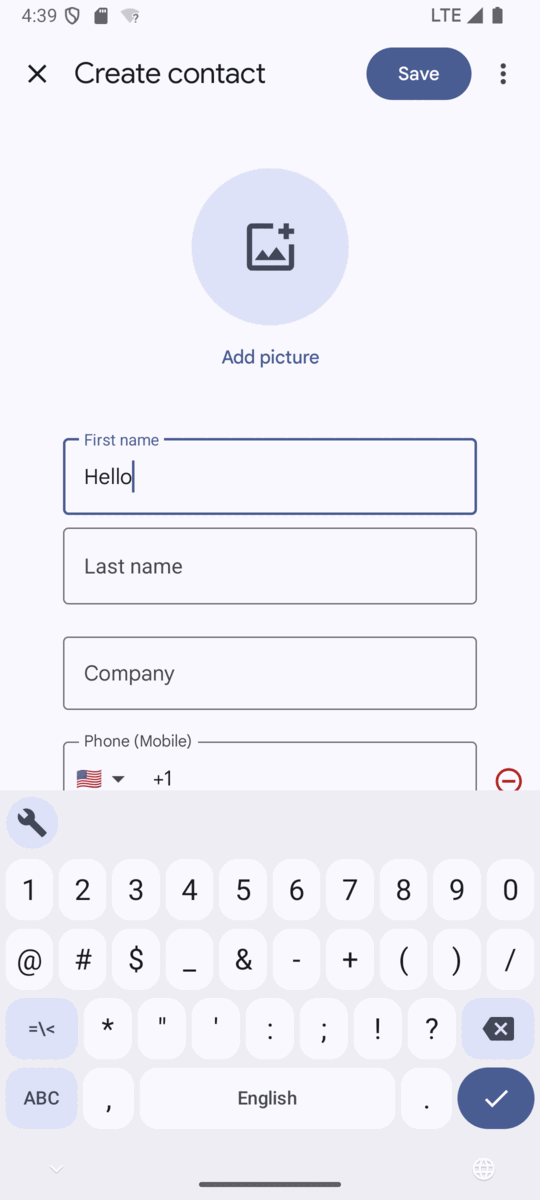 4:39 LTE
Create contact Save
Add picture
First name
Hello
Last name
Company
Phone (Mobile)
+1
1 2 3 4 5 6 7 8 9 0
@ # $ _ & - + ( ) /
=\< * " ' : ; ! ?
ABC , English .